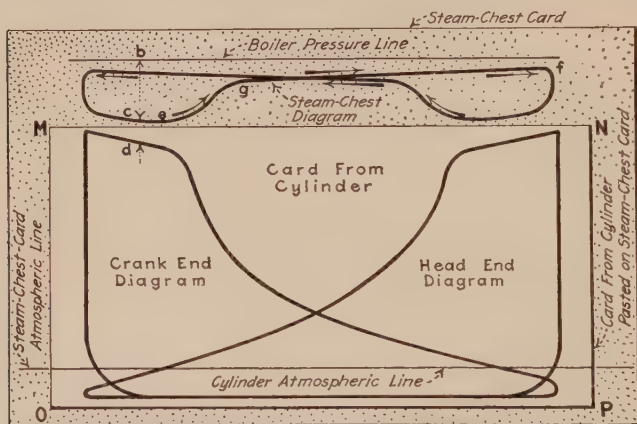 Steam-Chest Card
Boiler Pressure Line
b
f
g
c
e
Steam-Chest
Diagram
M
N
d
Card From
Cylinder
Crank End
Diagram
Head End
Diagram
Steam-Chest-Card
Atmospheric Line
Card From Cylinder
Pasted on Steam-Chest Card
Cylinder Atmospheric Line
O
P